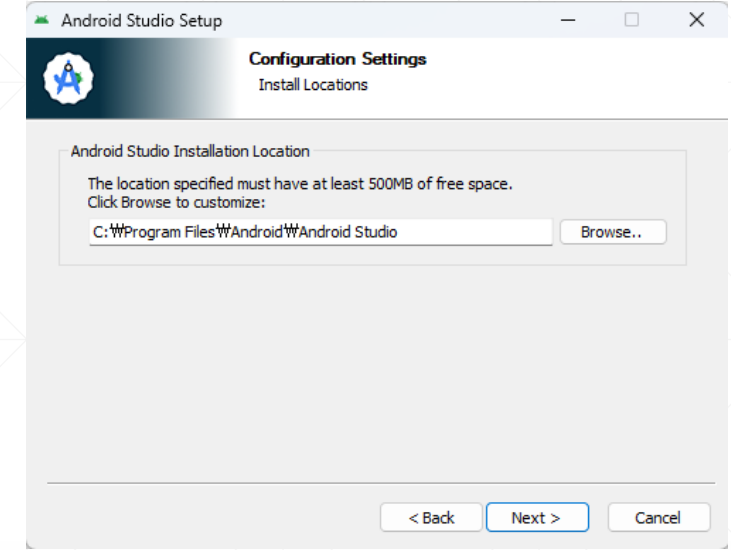 Android Studio Setup
Configuration Settings
Install Locations
Android Studio Installation Location
The location specified must have at least 500MB of free space.
Click Browse to customize:
C:₩Program Files₩Android₩Android Studio
Browse..
< Back
Next >
Cancel